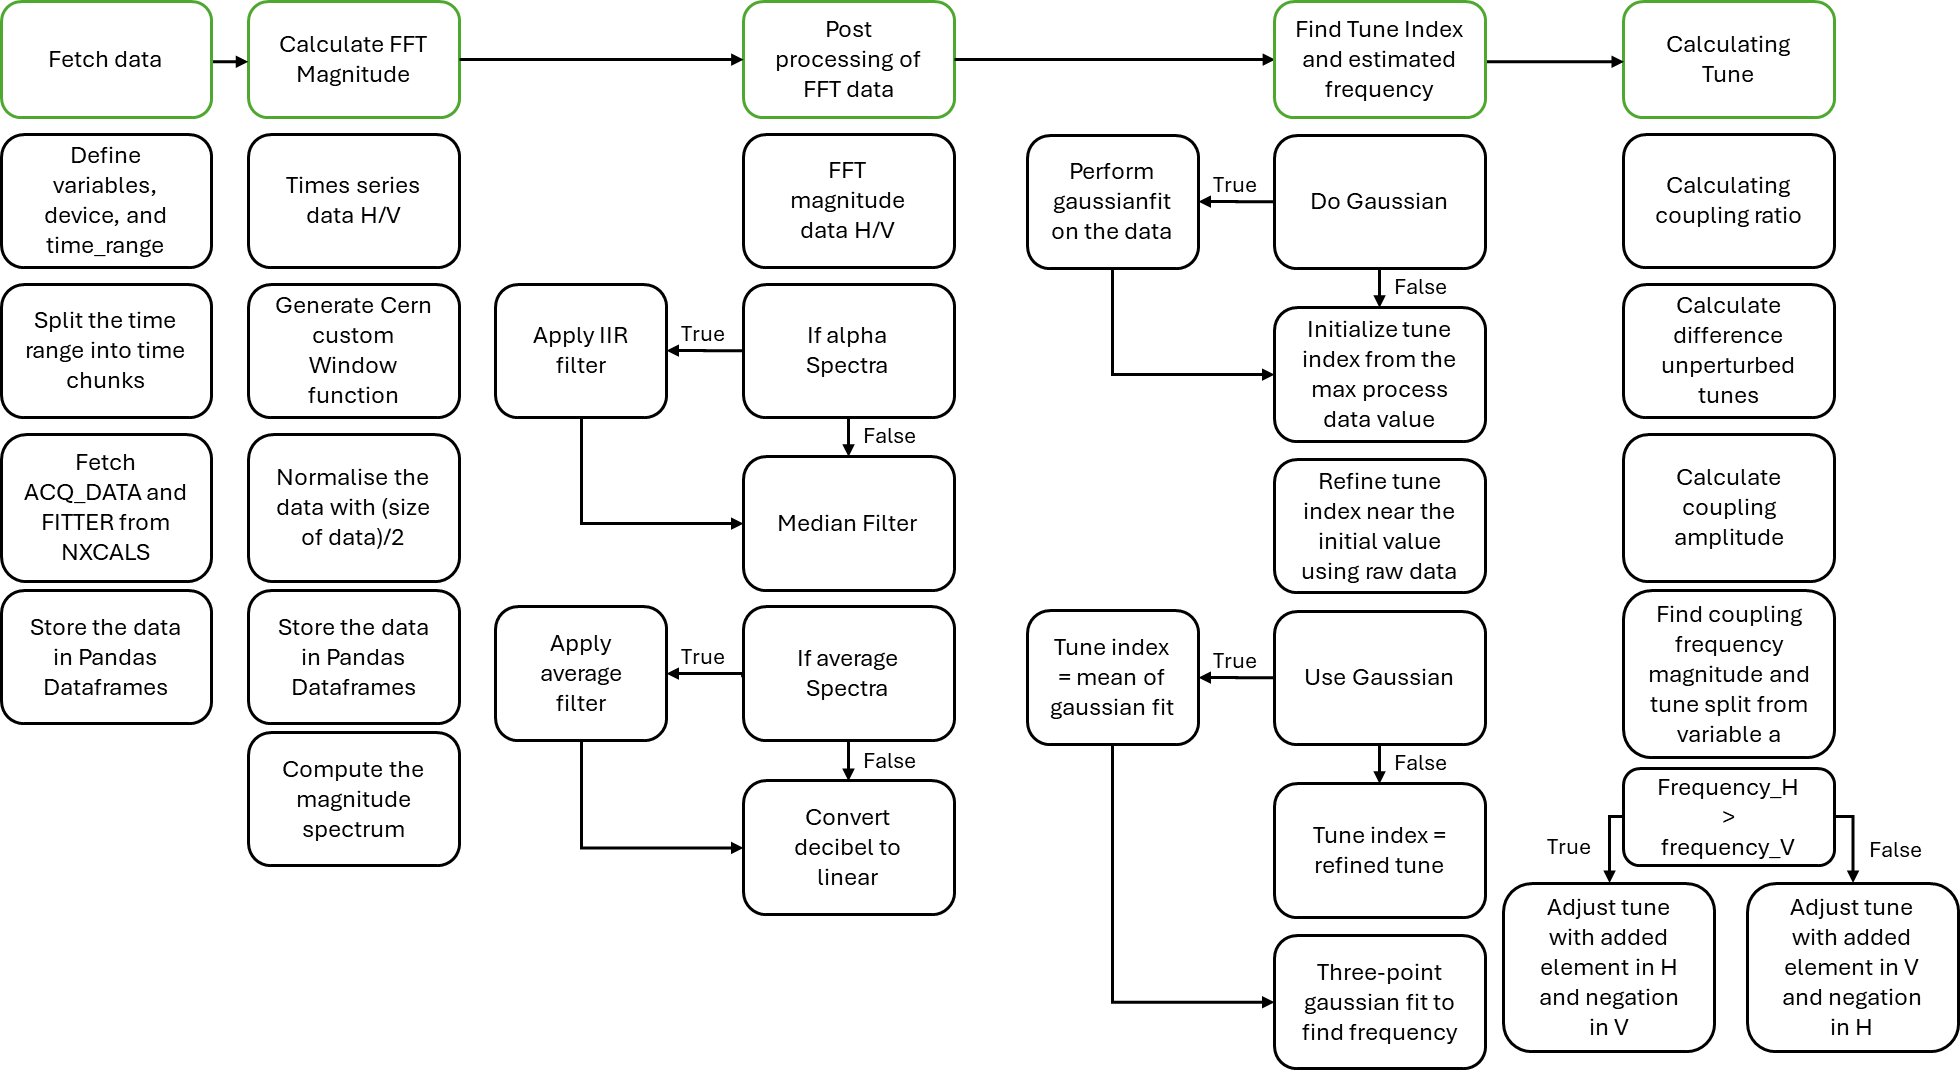 Fetch data
Calculate FFT
Magnitude
Post
processing of
FFT data
Find Tune Index
and estimated
frequency
Calculating
Tune
Define
variables,
device, and
time_range
Split the time
range into time
chunks
Fetch
ACQ_DATA and
FITTER from
NXCALS
Store the data
in Pandas
Dataframes
Times series
data H/V
Generate Cern
custom
Window
function
Normalise the
data with (size
of data)/2
Store the data
in Pandas
Dataframes
Compute the
magnitude
spectrum
FFT
magnitude
data H/V
If alpha
Spectra
True
Apply IIR
filter
False
Median Filter
If average
Spectra
True
Apply
average
filter
False
Convert
decibel to
linear
Do Gaussian
True
Perform
gaussianfit
on the data
False
Initialize tune
index from the
max process
data value
Refine tune
index near the
initial value
using raw data
Use Gaussian
True
Tune index
= mean of
gaussian fit
False
Tune index =
refined tune
Three-point
gaussian fit to
find frequency
Calculating
coupling ratio
Calculate
difference
unperturbed
tunes
Calculate
coupling
amplitude
Find coupling
frequency
magnitude and
tune split from
variable a
Frequency_H
>
frequency_V
True
False
Adjust tune
with added
element in H
and negation
in V
Adjust tune
with added
element in V
and negation
in H